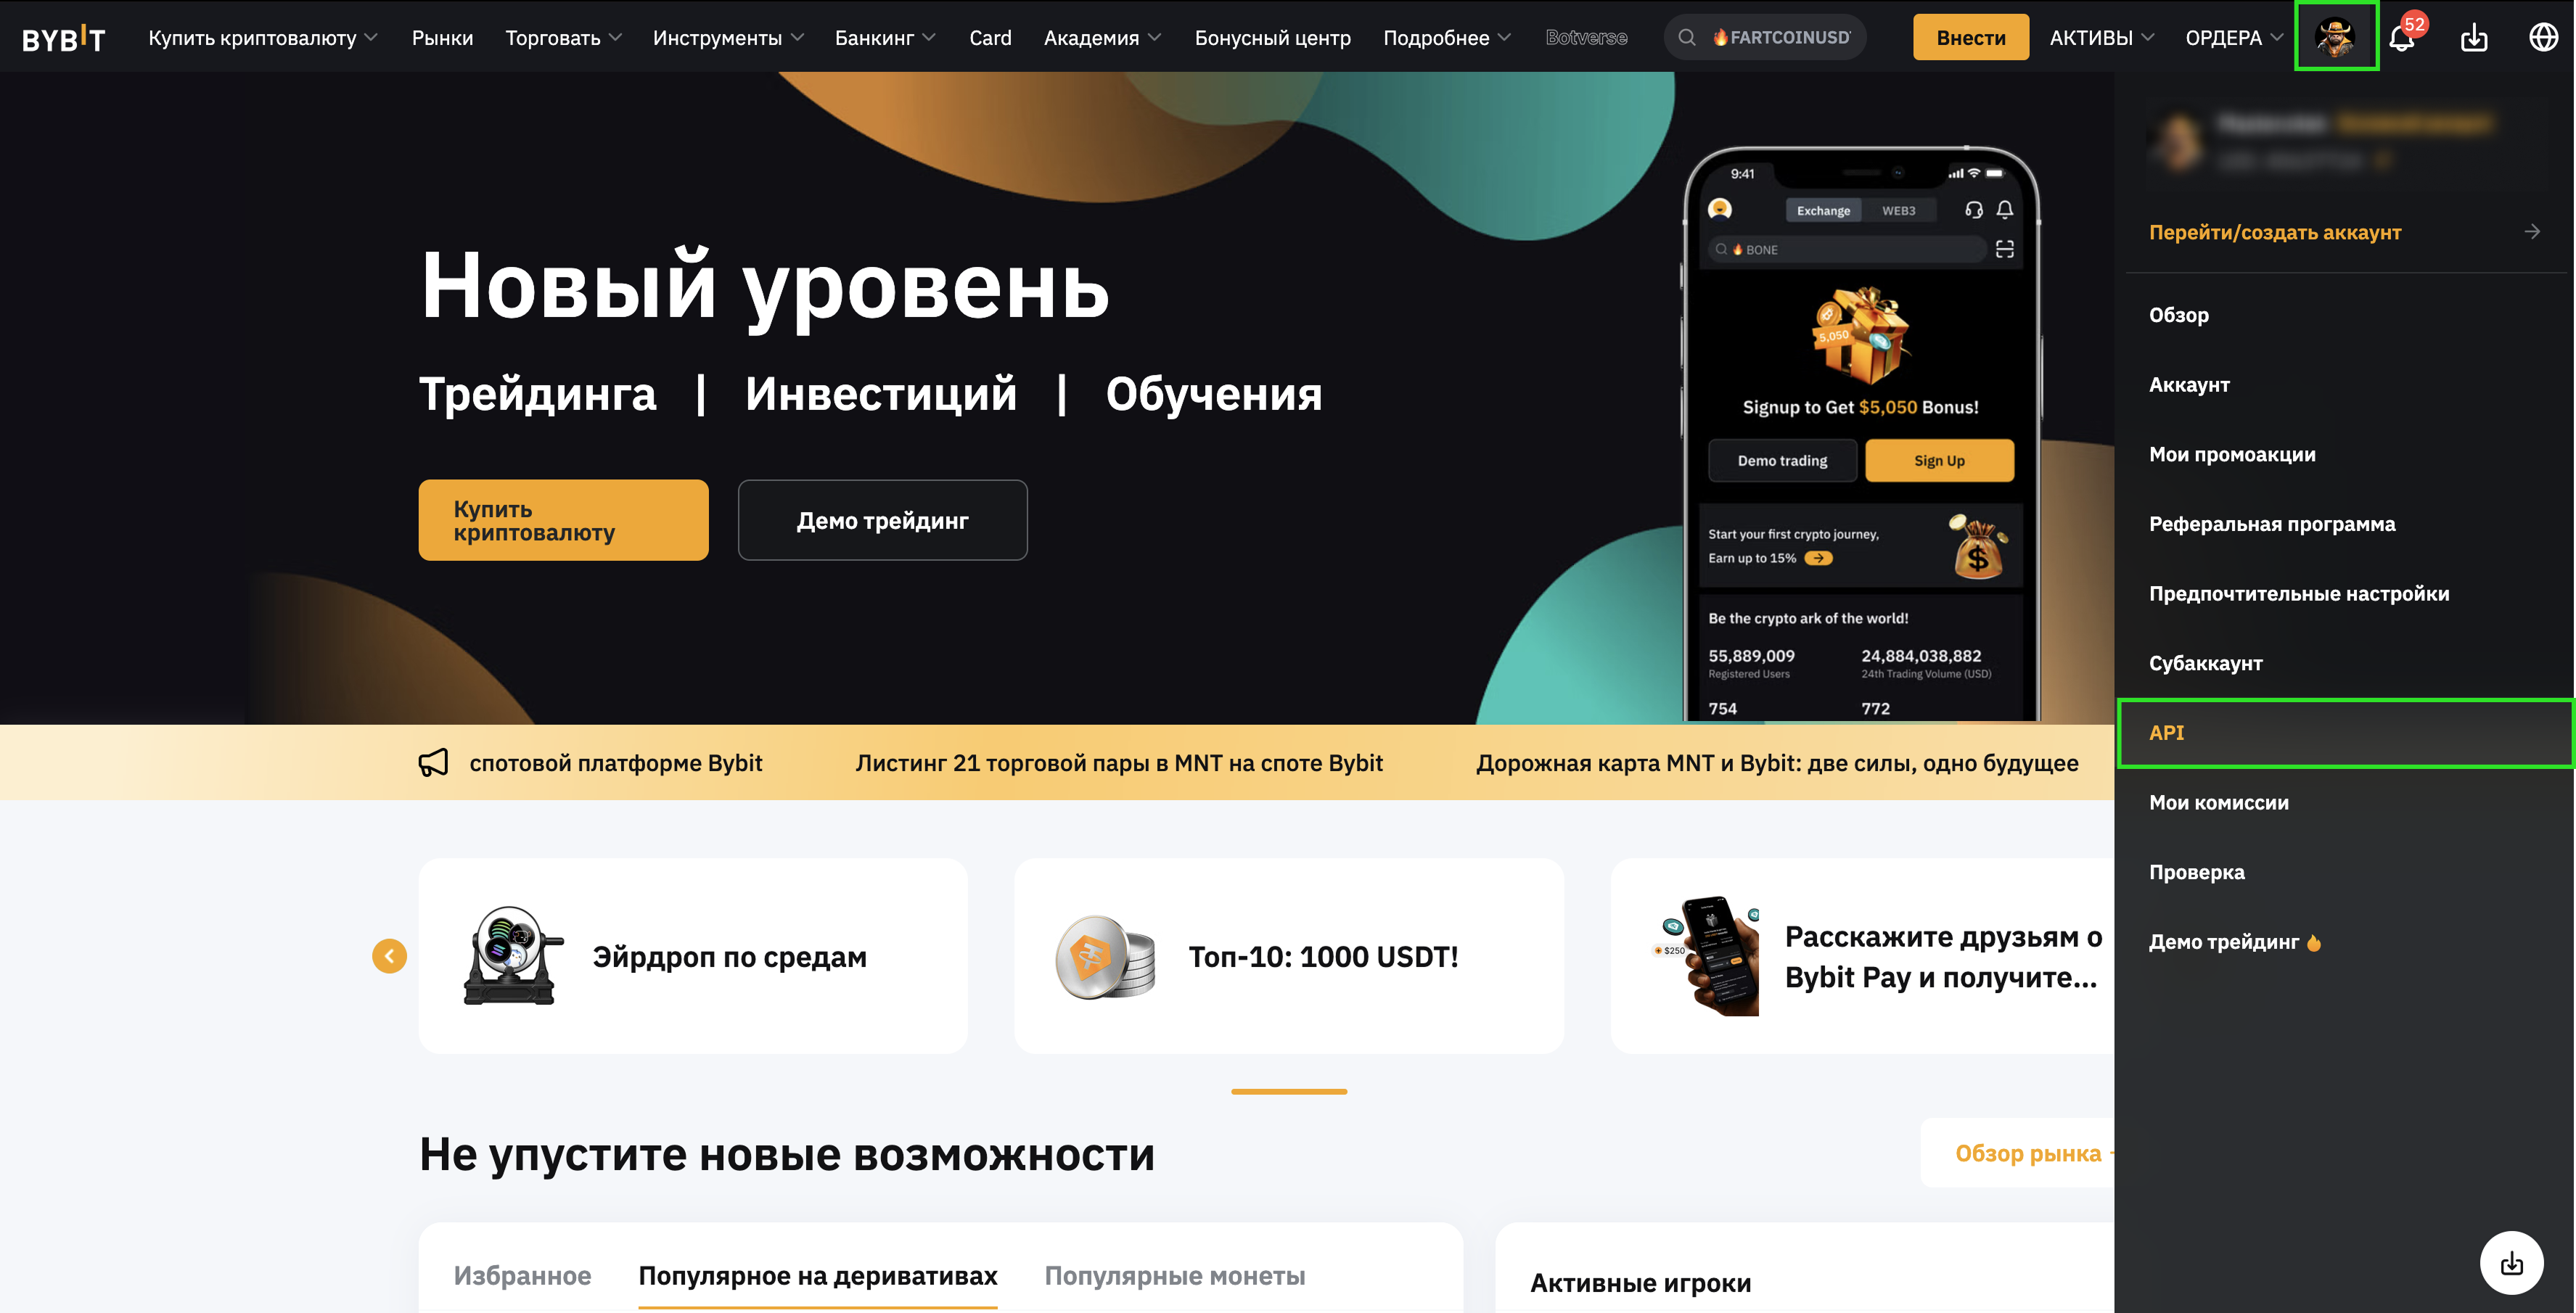 BYBIT
Купить криптовалюту
Рынки
Торговать
Инструменты
Банкинг
Card
Академия
Бонусный центр
Подробнее
Botverse
FARTCOINUSD
Внести
АКТИВЫ
ОРДЕРА
52
Новый уровень
Трейдинга | Инвестиций | Обучения
Купить
криптовалюту
Демо трейдинг
9:41
Exchange
WEB3
BONE
5,050
Signup to Get $5,050 Bonus!
Demo trading
Sign Up
Start your first crypto journey,
Earn up to 15%
Be the crypto ark of the world!
55,889,009
24,884,038,882
Registered Users
24th Trading Volume (USD)
754
772
Перейти/создать аккаунт
Обзор
Аккаунт
Мои промоакции
Реферальная программа
Предпочтительные настройки
Субаккаунт
API
Мои комиссии
Проверка
Демо трейдинг
спотовой платформе Bybit
Листинг 21 торговой пары в MNT на споте Bybit
Дорожная карта MNT и Bybit: две силы, одно будущее
Эйрдроп по средам
Топ-10: 1000 USDT!
$250
Расскажите друзьям о
Bybit Pay и получите...
Не упустите новые возможности
Обзор рынка
Избранное
Популярное на деривативах
Популярные монеты
Активные игроки